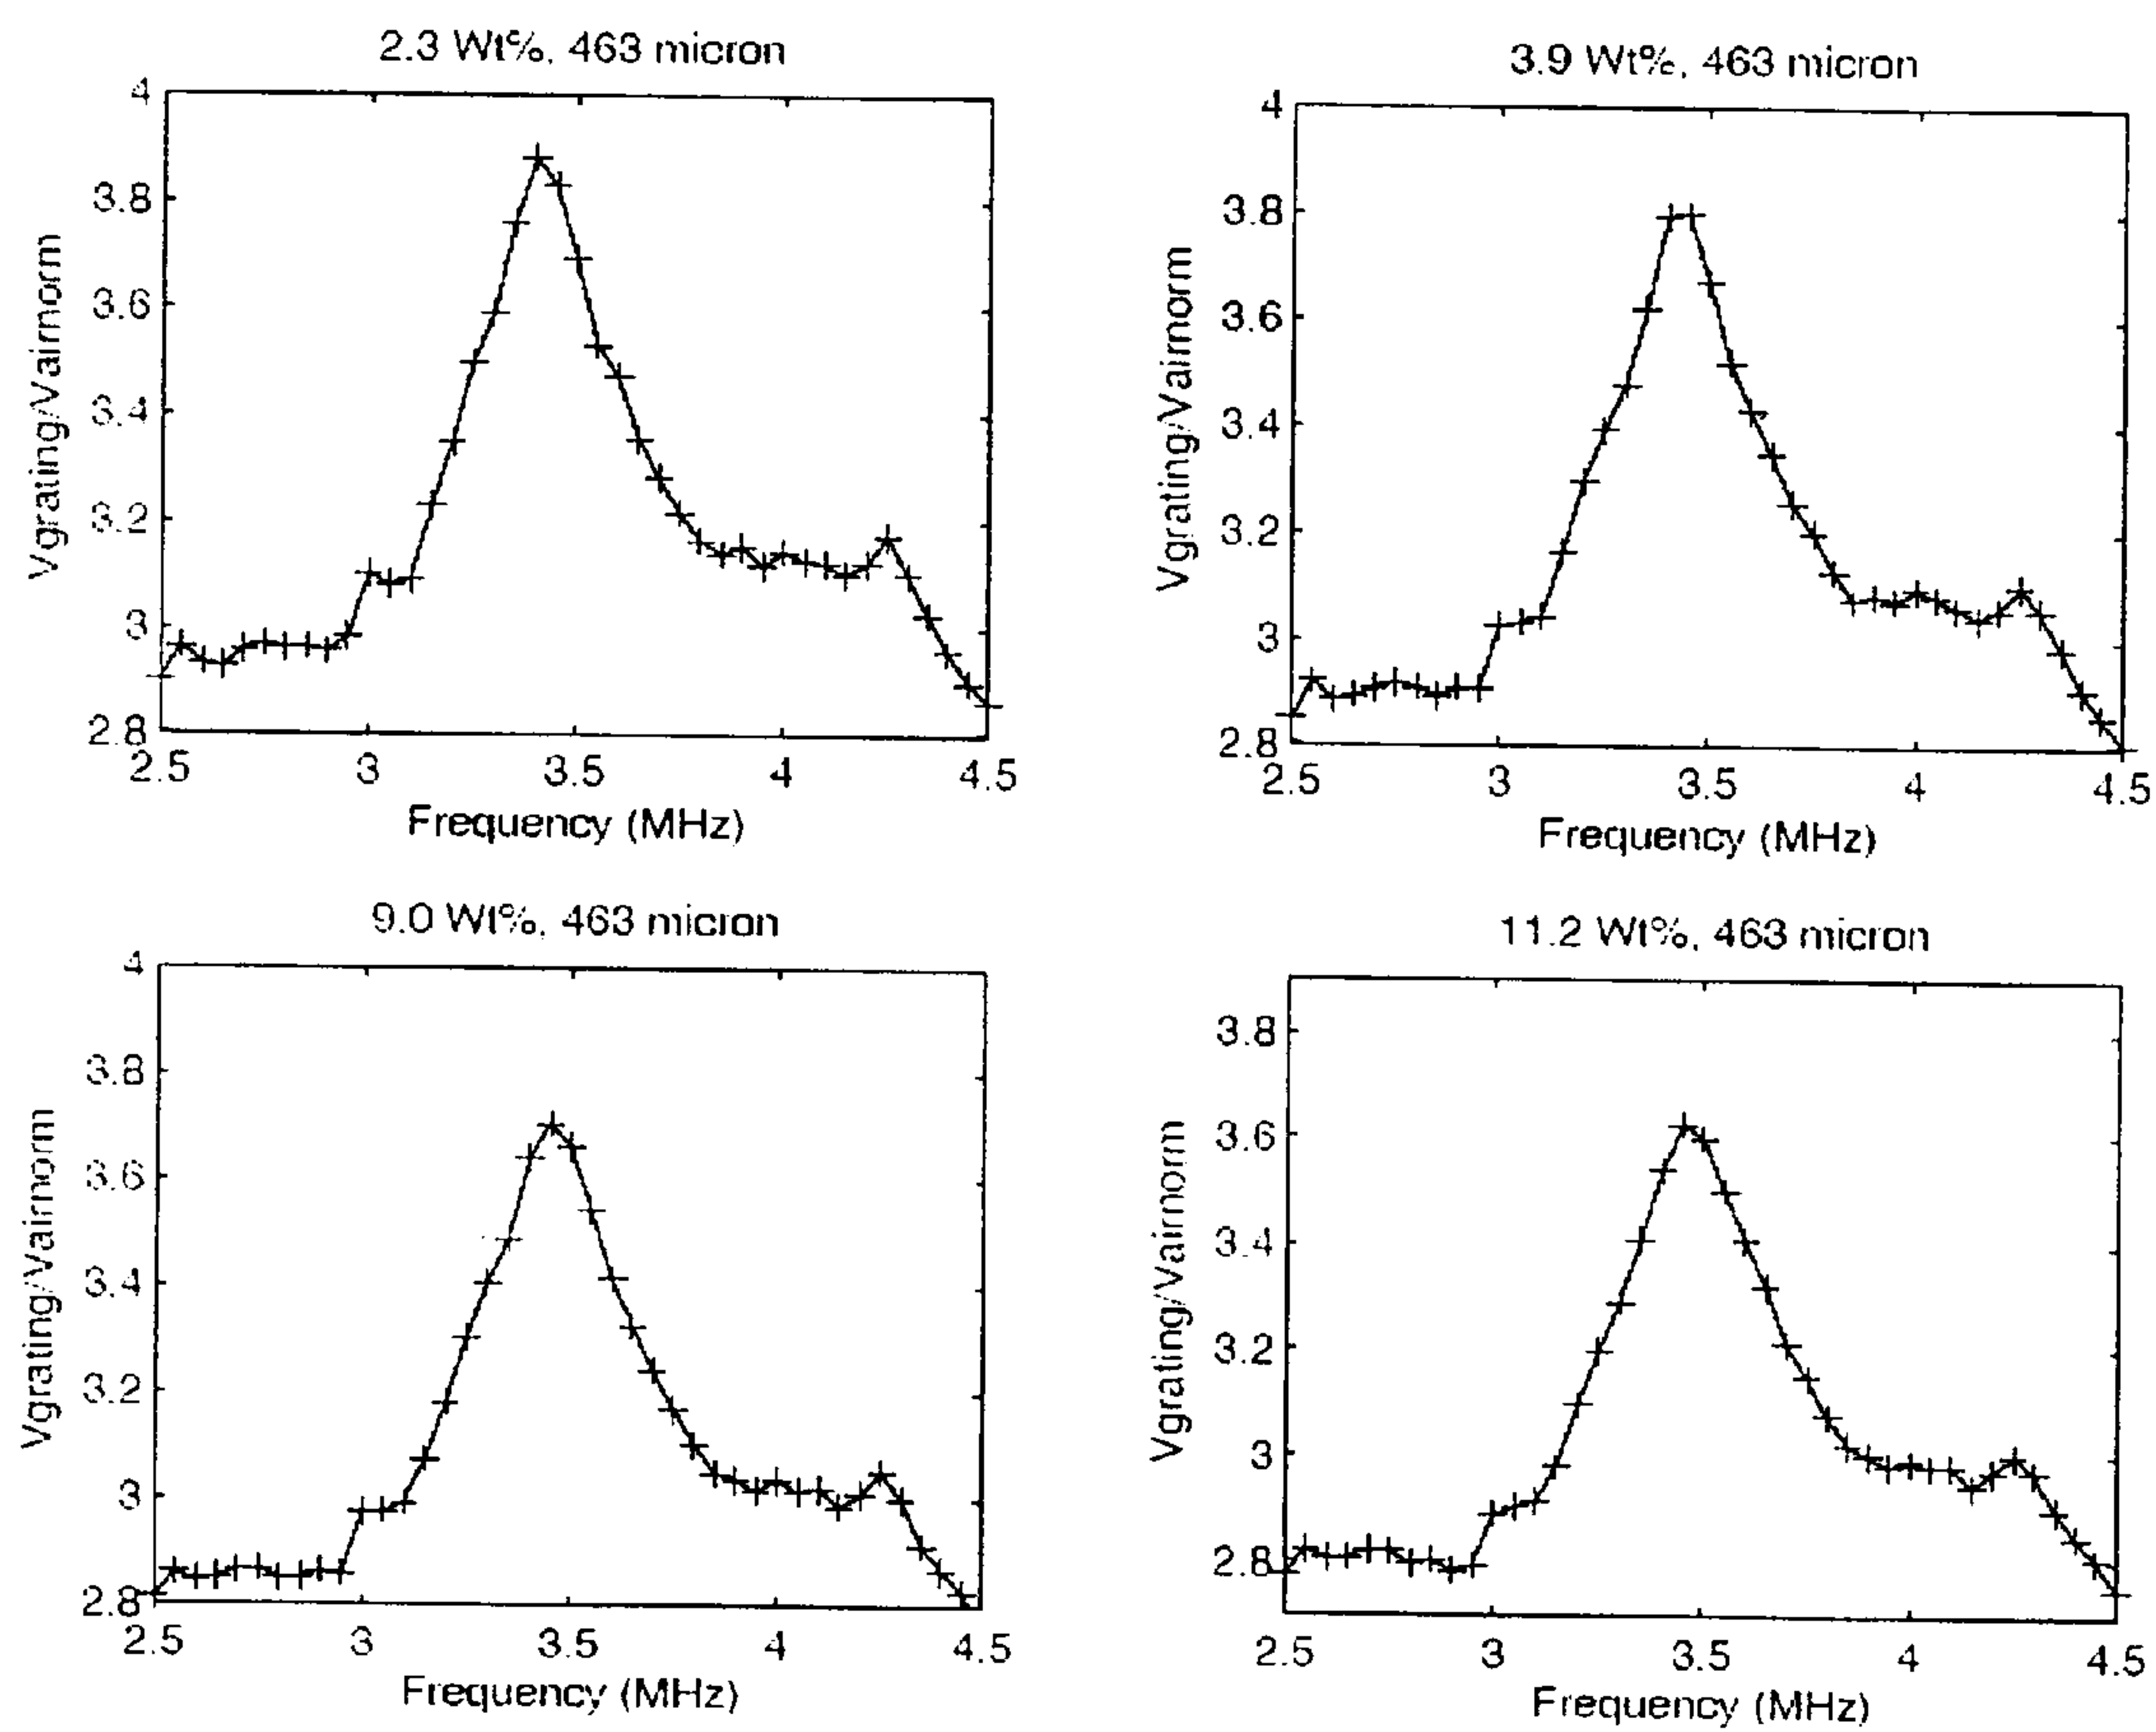 2.3 Wt%, 463 micron
4
3.8
3.6
3.4
3.2
3
2.8
Vgrating/Vairnorm
2.5 3 3.5 4 4.5
Frequency (MHz)
3.9 Wt%, 463 micron
4
3.8
3.6
3.4
3.2
3
2.8
Vgrating/Vairnorm
2.5 3 3.5 4 4.5
Frequency (MHz)
9.0 Wt%, 463 micron
4
3.8
3.6
3.4
3.2
3
2.8
Vgrating/Vairnorm
2.5 3 3.5 4 4.5
Frequency (MHz)
11.2 Wt%, 463 micron
3.8
3.6
3.4
3.2
3
2.8
Vgrating/Vairnorm
2.5 3 3.5 4 4.5
Frequency (MHz)